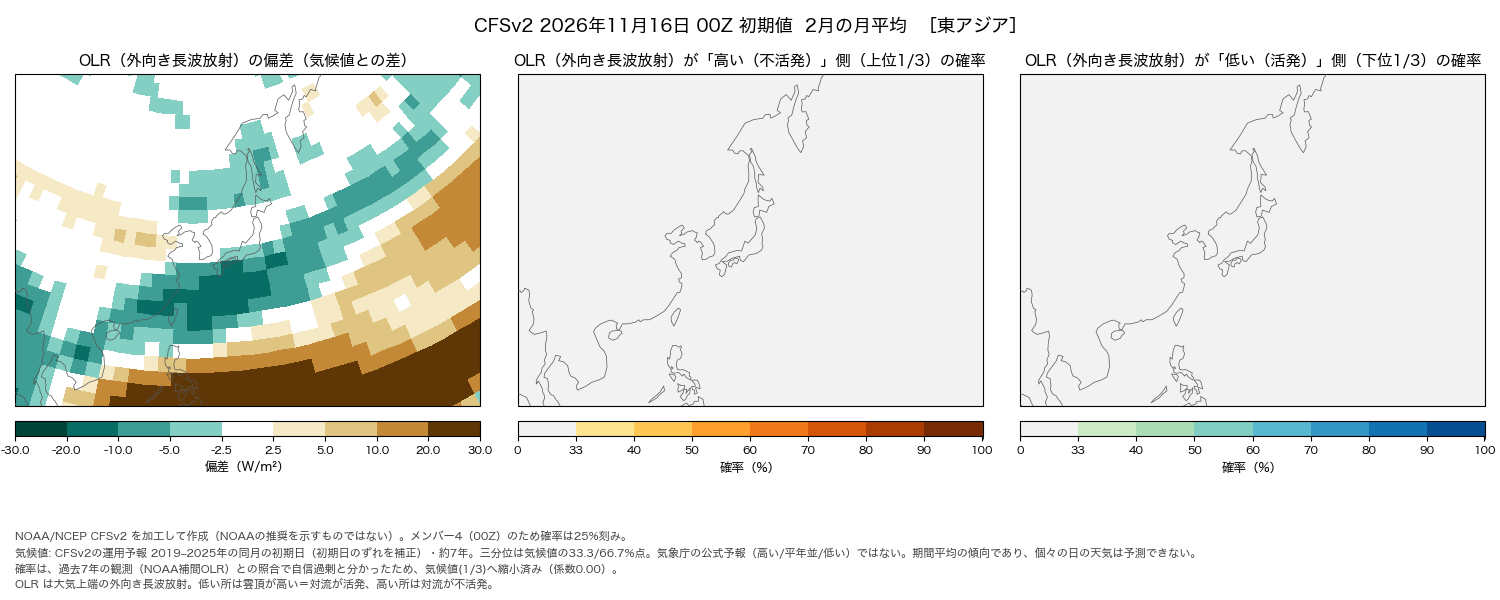 CFSv2 2026年11月16日 00Z 初期値 2月の月平均 ［東アジア］
OLR（外向き長波放射）の偏差（気候値との差）
OLR（外向き長波放射）が「高い（不活発）」側（上位1/3）の確率
OLR（外向き長波放射）が「低い（活発）」側（下位1/3）の確率
-30.0 -20.0 -10.0 -5.0 -2.5 2.5 5.0 10.0 20.0 30.0
偏差（W/m²）
0 33 40 50 60 70 80 90 100
確率（%）
0 33 40 50 60 70 80 90 100
確率（%）
NOAA/NCEP CFSv2 を加工して作成（NOAAの推奨を示すものではない）。メンバー4（00Z）のため確率は25%刻み。
気候値: CFSv2の運用予報 2019–2025年の同月の初期日（初期日のずれを補正）・約7年。三分位は気候値の33.3/66.7%点。気象庁の公式予報（高い/平年並/低い）ではない。期間平均の傾向であり、個々の日の天気は予測できない。
確率は、過去7年の観測（NOAA補間OLR）との照合で自信過剰と分かったため、気候値(1/3)へ縮小済み（係数0.00）。
OLR は大気上端の外向き長波放射。低い所は雲頂が高い＝対流が活発、高い所は対流が不活発。